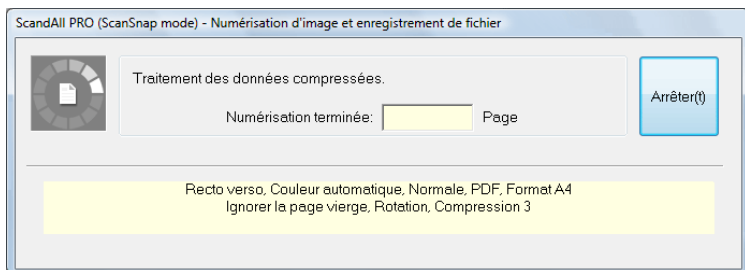 ScandAll PRO (ScanSnap mode) - Numérisation d'image et enregistrement de fichier
Traitement des données compressées.
Numérisation terminée: Page
Arrêter(t)
Recto verso, Couleur automatique, Normale, PDF, Format A4
Ignorer la page vierge, Rotation, Compression 3